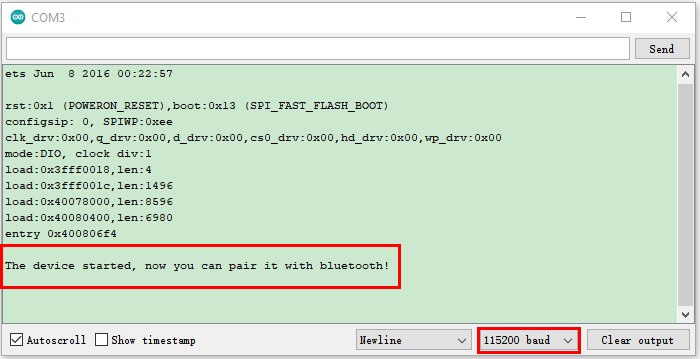 COM3
Send
ets Jun  8 2016 00:22:57
rst:0x1 (POWERON_RESET),boot:0x13 (SPI_FAST_FLASH_BOOT)
configsip: 0, SPIWP:0xee
clk_drv:0x00,q_drv:0x00,d_drv:0x00,cs0_drv:0x00,hd_drv:0x00,wp_drv:0x00
mode:DIO, clock div:1
load:0x3fff0018,len:4
load:0x3fff001c,len:1496
load:0x40078000,len:8596
load:0x40080400,len:6980
entry 0x400806f4
The device started, now you can pair it with bluetooth!
Autoscroll Show timestamp Newline 115200 baud Clear output